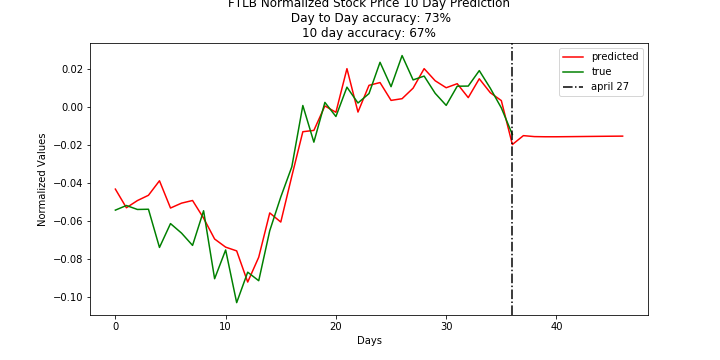 FTLB Normalized Stock Price 10 Day Prediction
Day to Day accuracy: 73%
10 day accuracy: 67%
predicted
true
april 27
Normalized Values
0.02
0.00
−0.02
−0.04
−0.06
−0.08
−0.10
0 10 20 30 40
Days